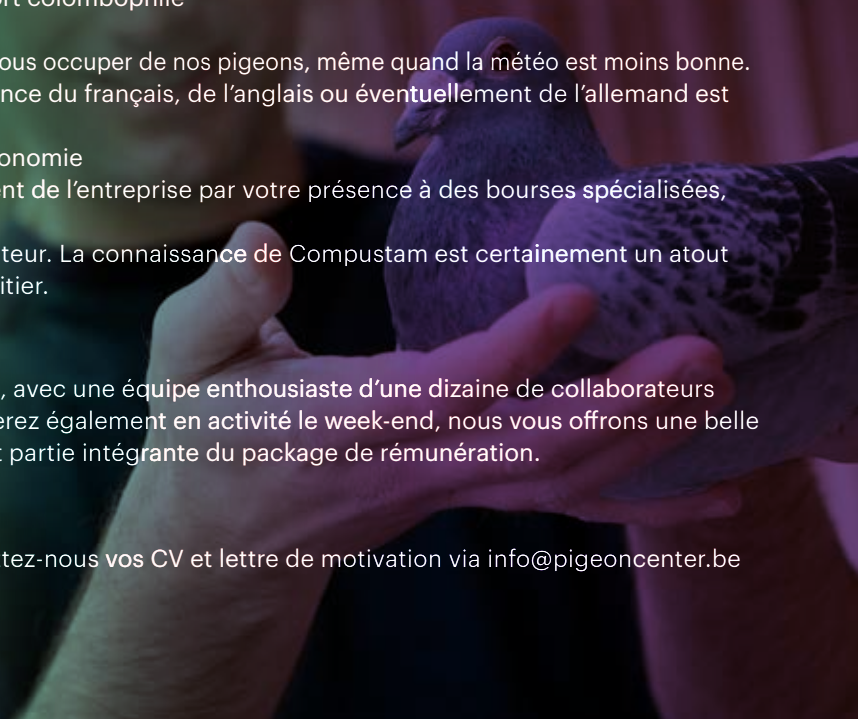 rt colombophile
ous occuper de nos pigeons, même quand la météo est moins bonne.
nce du français, de l'anglais ou éventuellement de l'allemand est
onomie
nt de l'entreprise par votre présence à des bourses spécialisées,
teur. La connaissance de Compustam est certainement un atout
itier.
, avec une équipe enthousiaste d'une dizaine de collaborateurs
erez également en activité le week-end, nous vous offrons une belle
t partie intégrante du package de rémunération.
tez-nous vos CV et lettre de motivation via info@pigeoncenter.be